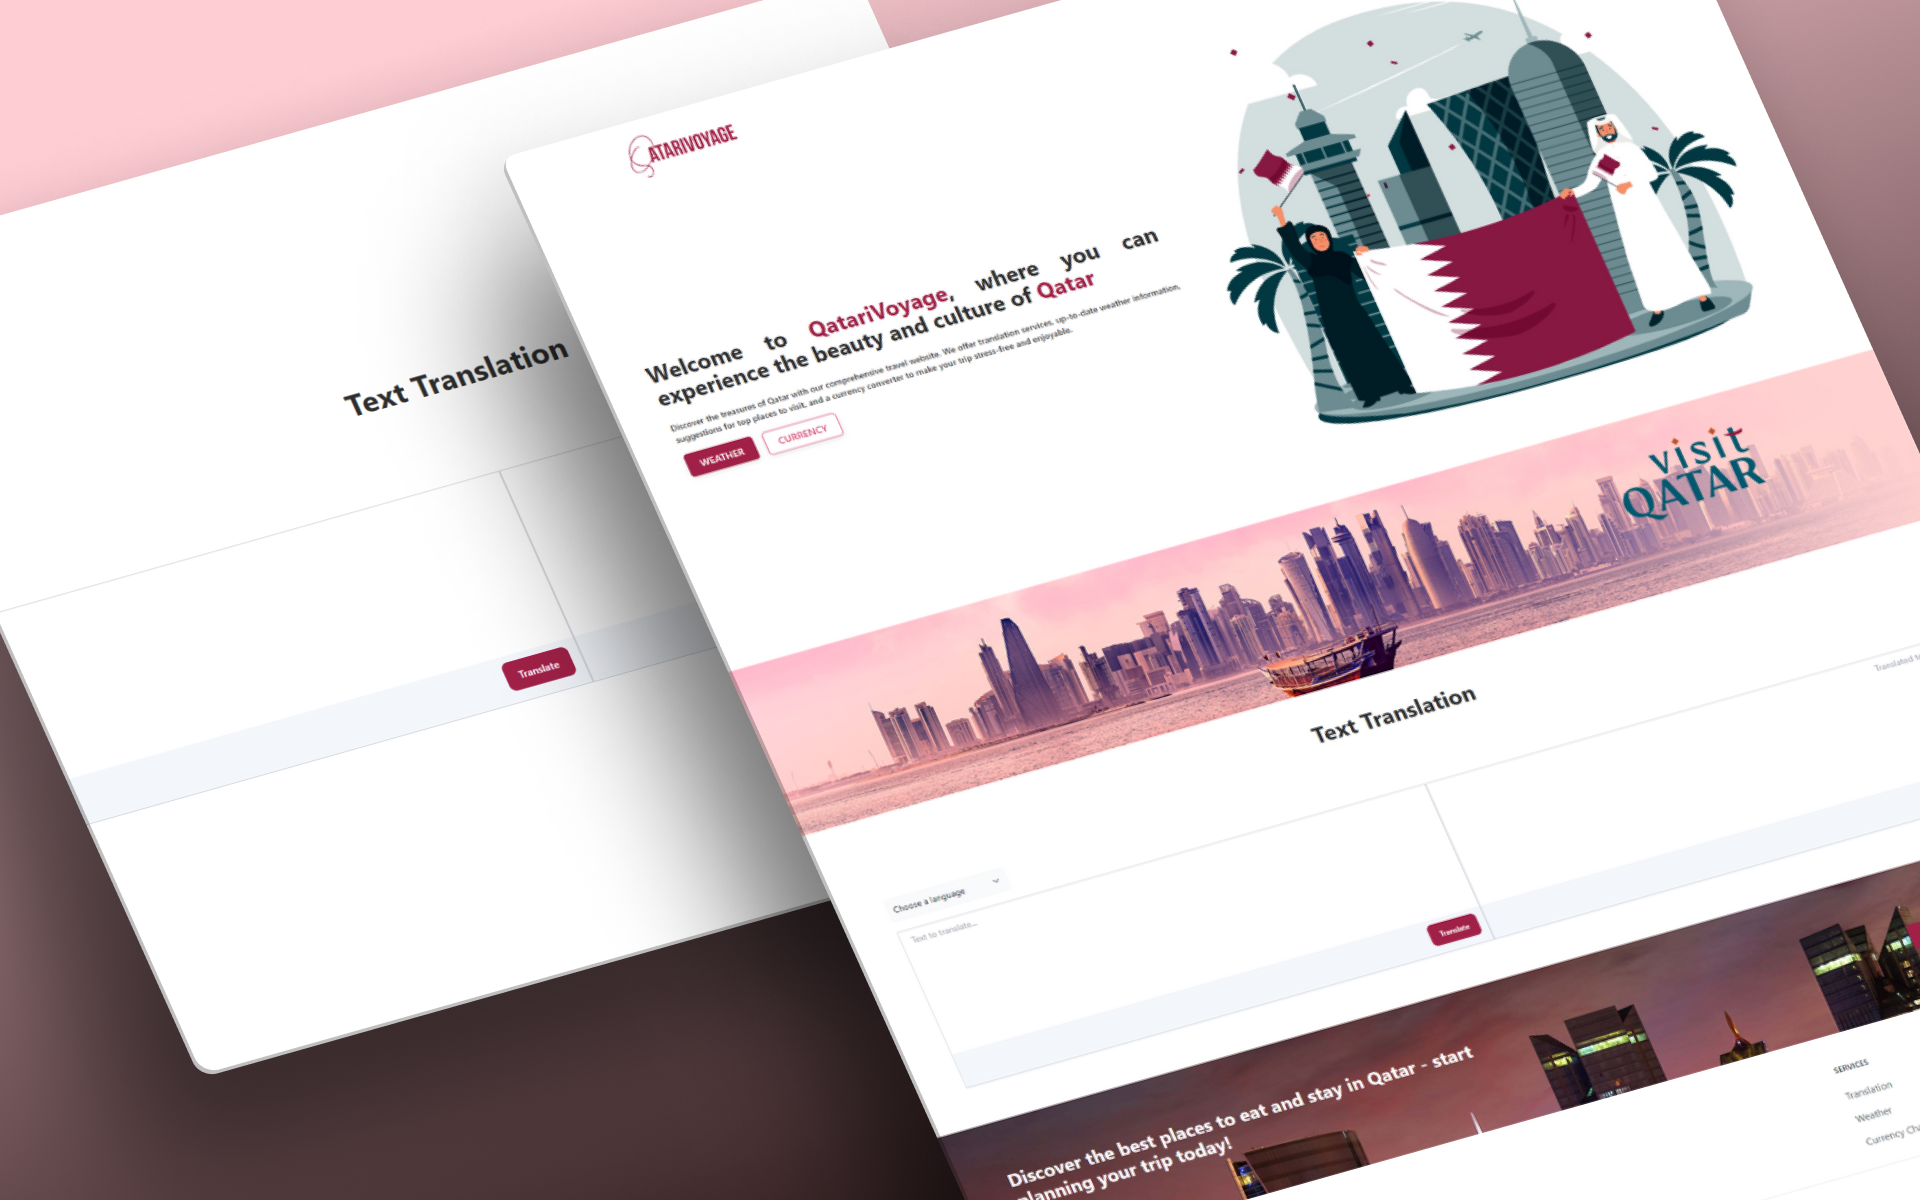 Text Translation
Translate
QATARIVOYAGE
Welcome to QatariVoyage, where you can
experience the beauty and culture of Qatar
Discover the treasures of Qatar with our comprehensive travel website. We offer translation services, up-to-date weather information,
suggestions for top places to visit, and a currency converter to make your trip stress-free and enjoyable.
WEATHER
CURRENCY
visit
QATAR
Text Translation
Translated
Choose a language
Text to translate...
Translate
Discover the best places to eat and stay in Qatar - start
planning your trip today!
SERVICES
Translation
Weather
Currency